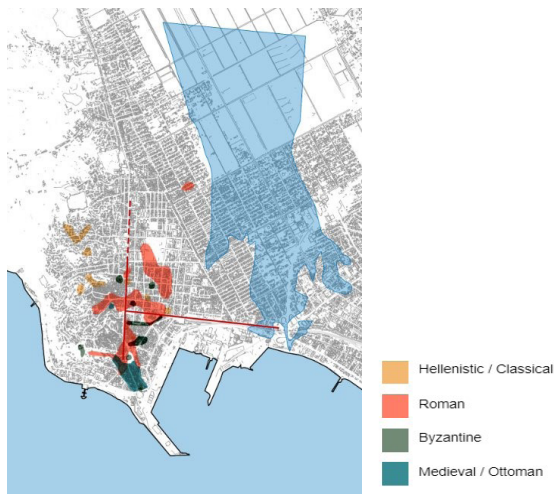 Hellenistic / Classical
Roman
Byzantine
Medieval / Ottoman